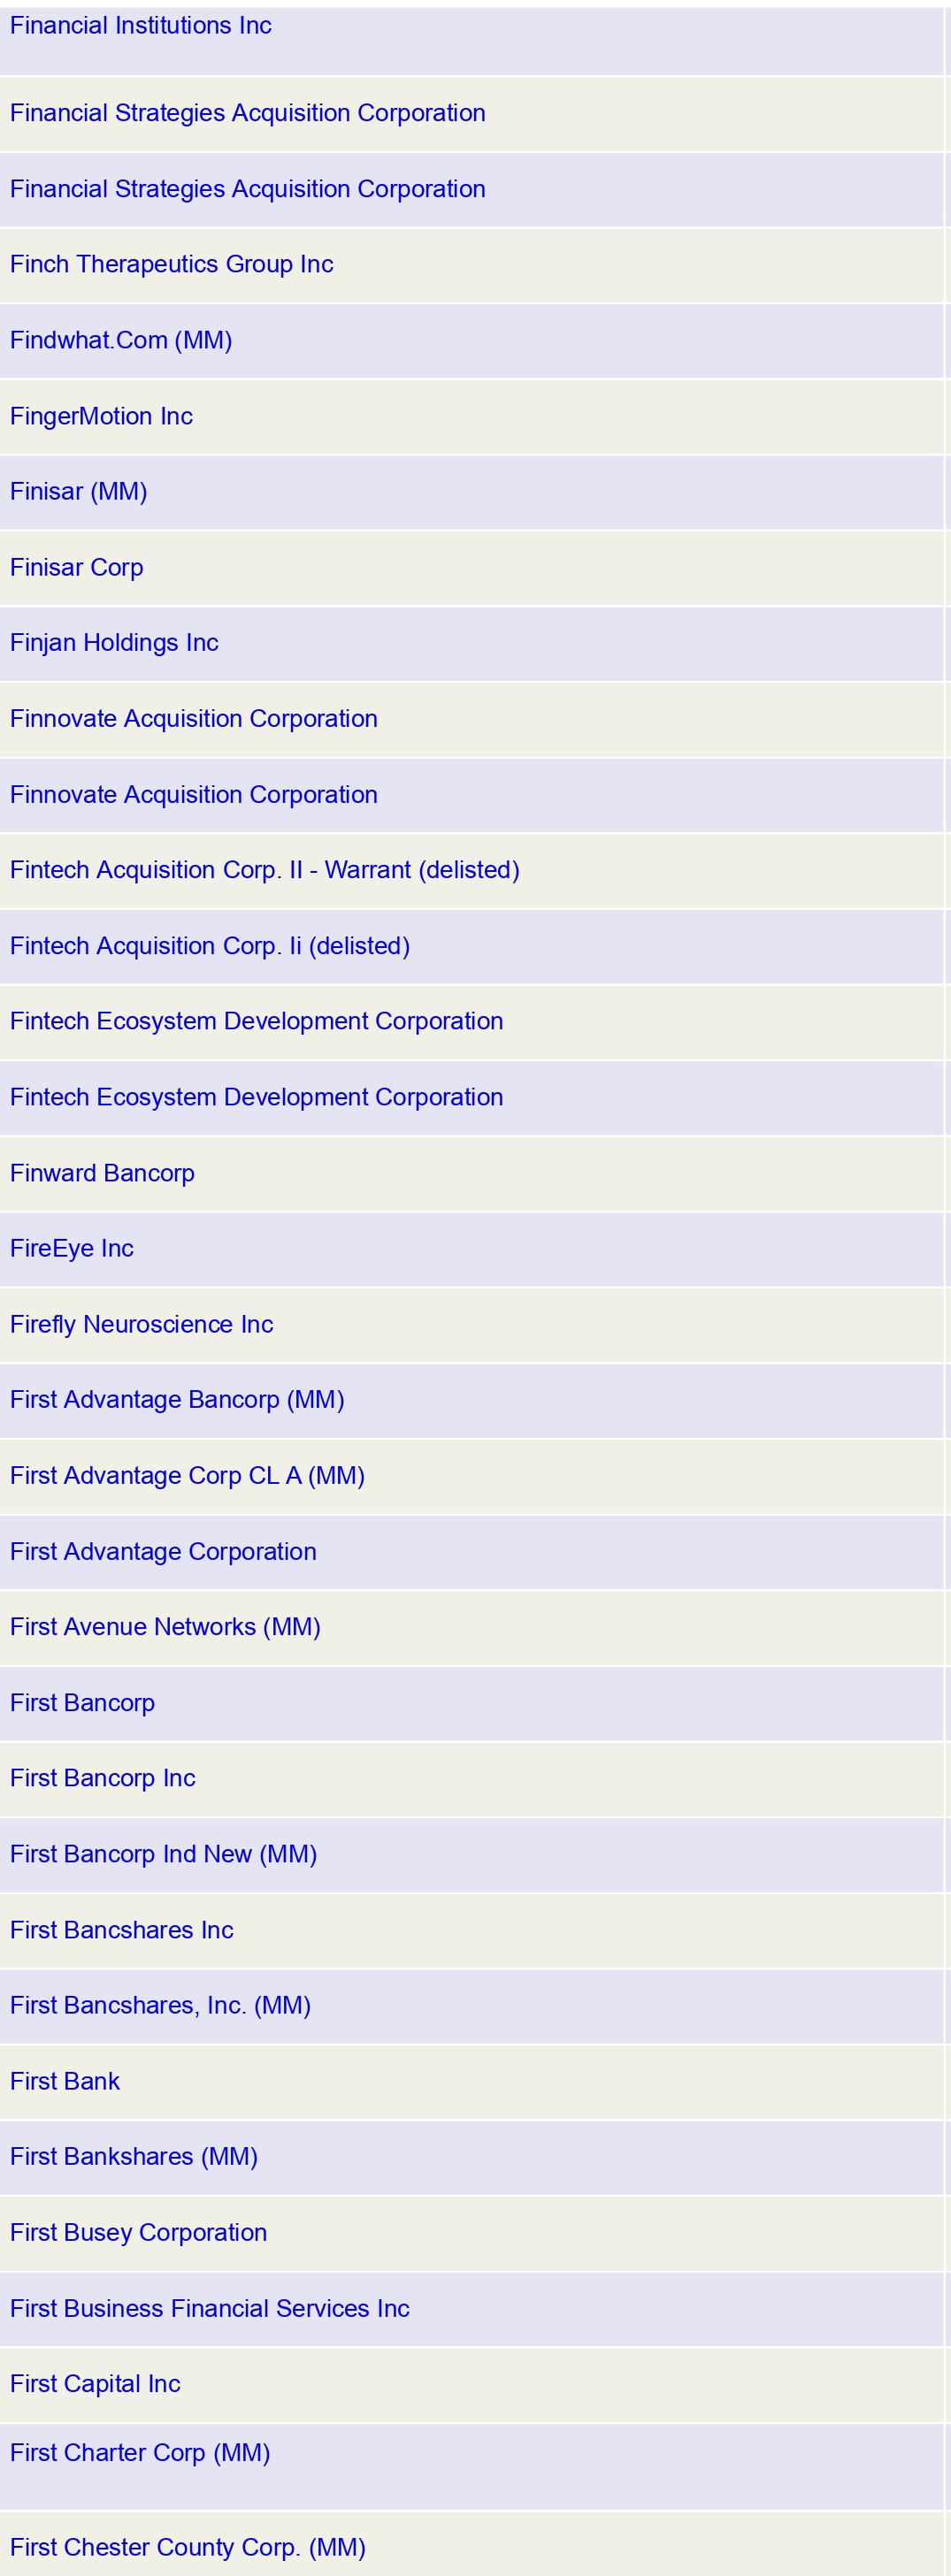 Financial Institutions Inc
Financial Strategies Acquisition Corporation
Financial Strategies Acquisition Corporation
Finch Therapeutics Group Inc
Findwhat.Com (MM)
FingerMotion Inc
Finisar (MM)
Finisar Corp
Finjan Holdings Inc
Finnovate Acquisition Corporation
Finnovate Acquisition Corporation
Fintech Acquisition Corp. II - Warrant (delisted)
Fintech Acquisition Corp. Ii (delisted)
Fintech Ecosystem Development Corporation
Fintech Ecosystem Development Corporation
Finward Bancorp
FireEye Inc
Firefly Neuroscience Inc
First Advantage Bancorp (MM)
First Advantage Corp CL A (MM)
First Advantage Corporation
First Avenue Networks (MM)
First Bancorp
First Bancorp Inc
First Bancorp Ind New (MM)
First Bancshares Inc
First Bancshares, Inc. (MM)
First Bank
First Bankshares (MM)
First Busey Corporation
First Business Financial Services Inc
First Capital Inc
First Charter Corp (MM)
First Chester County Corp. (MM)